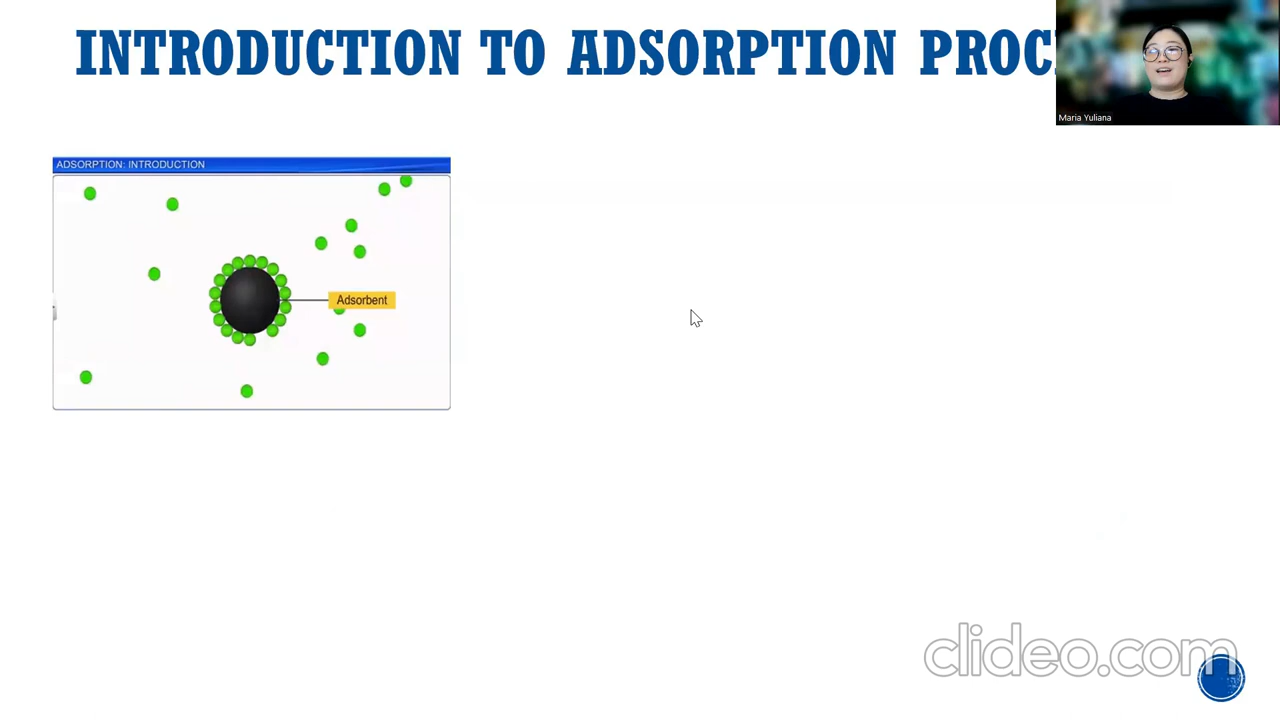 INTRODUCTION TO ADSORPTION PROC
Maria Yuliana
ADSORPTION: INTRODUCTION
Adsorbent
clideo.com